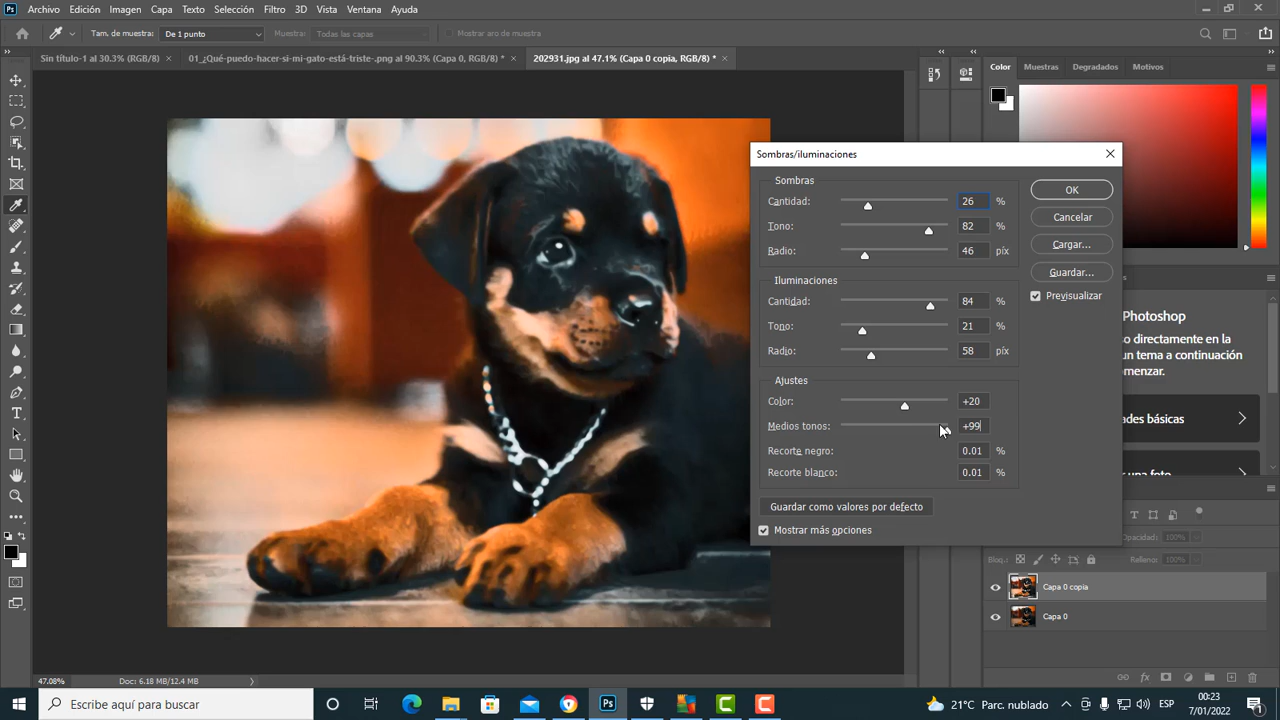 Ps Archivo Edición Imagen Capa Texto Selección Filtro 3D Vista Ventana Ayuda
Tam. de muestra: De 1 punto Muestra: Todas las capas Mostrar aro de muestra
Sin título-1 al 30.3% (RGB/8) × 01_¿Qué-puedo-hacer-si-mi-gato-está-triste-.png al 90.3% (Capa 0, RGB/8) * × 202931.jpg al 47.1% (Capa 0 copia, RGB/8) * ×
Color Muestras Degradados Motivos
Sombras/iluminaciones
Sombras
Cantidad: 26 %
Tono: 82 %
Radio: 46 píx
Iluminaciones
Cantidad: 84 %
Tono: 21 %
Radio: 58 píx
Ajustes
Color: +20
Medios tonos: +99
Recorte negro: 0.01 %
Recorte blanco: 0.01 %
Guardar como valores por defecto
Mostrar más opciones
OK
Cancelar
Cargar...
Guardar...
Previsualizar
Photoshop
directamente en la
un tema a continuación
comenzar.
ades básicas
r una foto
Opacidad: 100%
Bloq.: Relleno: 100%
Capa 0 copia
Capa 0
fx
47.08% Doc: 6.18 MB/12.4 MB
Escribe aquí para buscar
Ps
21°C Parc. nublado
ESP
00:23
7/01/2022